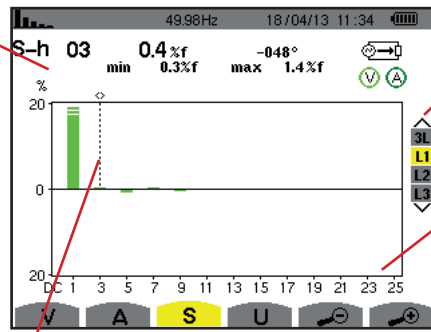 49.98Hz 18/04/13 11:34
S-h 03 0.4%f -048°
min 0.3%f max 1.4%f
V A
%
20
0
20
3L
L1
L2
L3
DC 1 3 5 7 9 11 13 15 17 19 21 23 25
V A S U